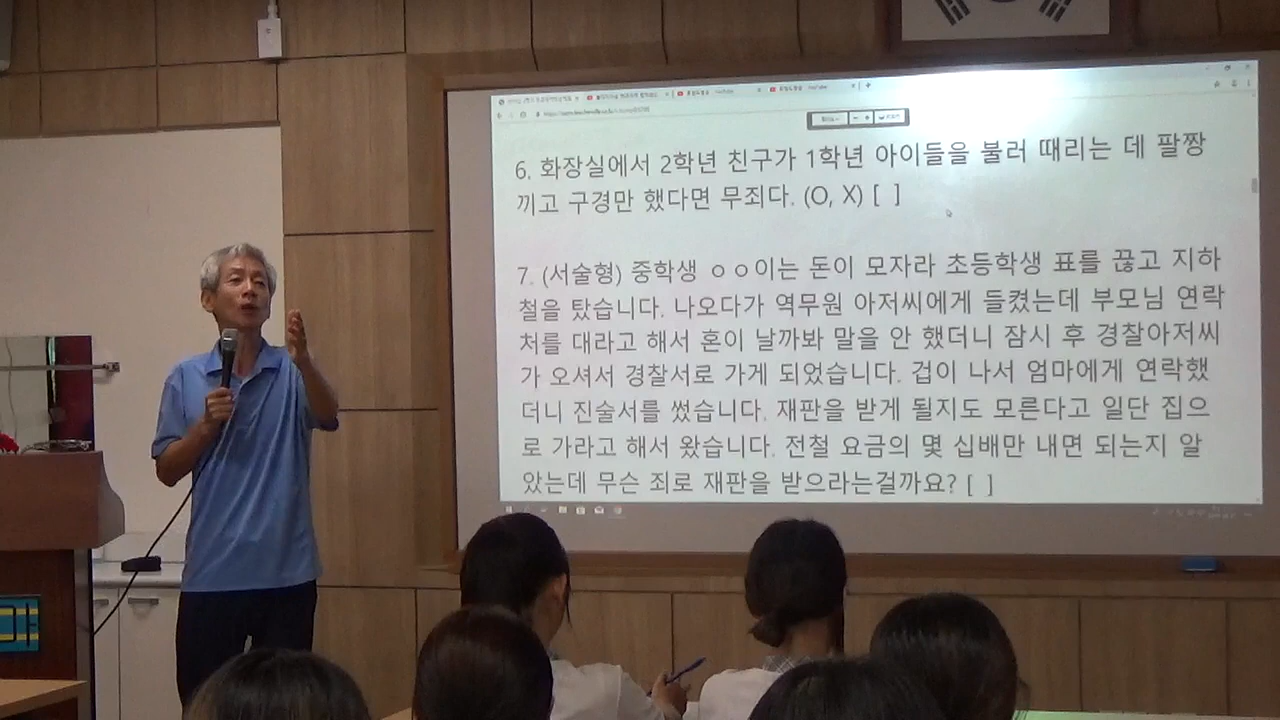 6. 화장실에서 2학년 친구가 1학년 아이들을 불러 때리는 데 팔짱
끼고 구경만 했다면 무죄다. (O, X) [ ]
7. (서술형) 중학생 ㅇㅇ이는 돈이 모자라 초등학생 표를 끊고 지하
철을 탔습니다. 나오다가 역무원 아저씨에게 들켰는데 부모님 연락
처를 대라고 해서 혼이 날까봐 말을 안 했더니 잠시 후 경찰아저씨
가 오셔서 경찰서로 가게 되었습니다. 겁이 나서 엄마에게 연락했
더니 진술서를 썼습니다. 재판을 받게 될지도 모른다고 일단 집으
로 가라고 해서 왔습니다. 전철 요금의 몇 십배만 내면 되는지 알
았는데 무슨 죄로 재판을 받으라는걸까요? [ ]